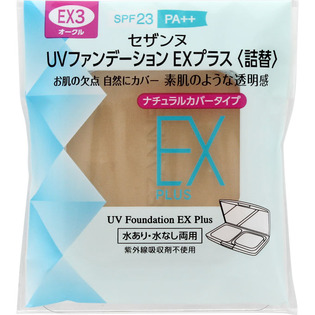 EX3
オークル
SPF23 PA++
セザンヌ
UVファンデーション EXプラス〈詰替〉
お肌の欠点 自然にカバー 素肌のような透明感
ナチュラルカバータイプ
EX
PLUS
UV Foundation EX Plus
水あり・水なし両用
紫外線吸収剤不使用